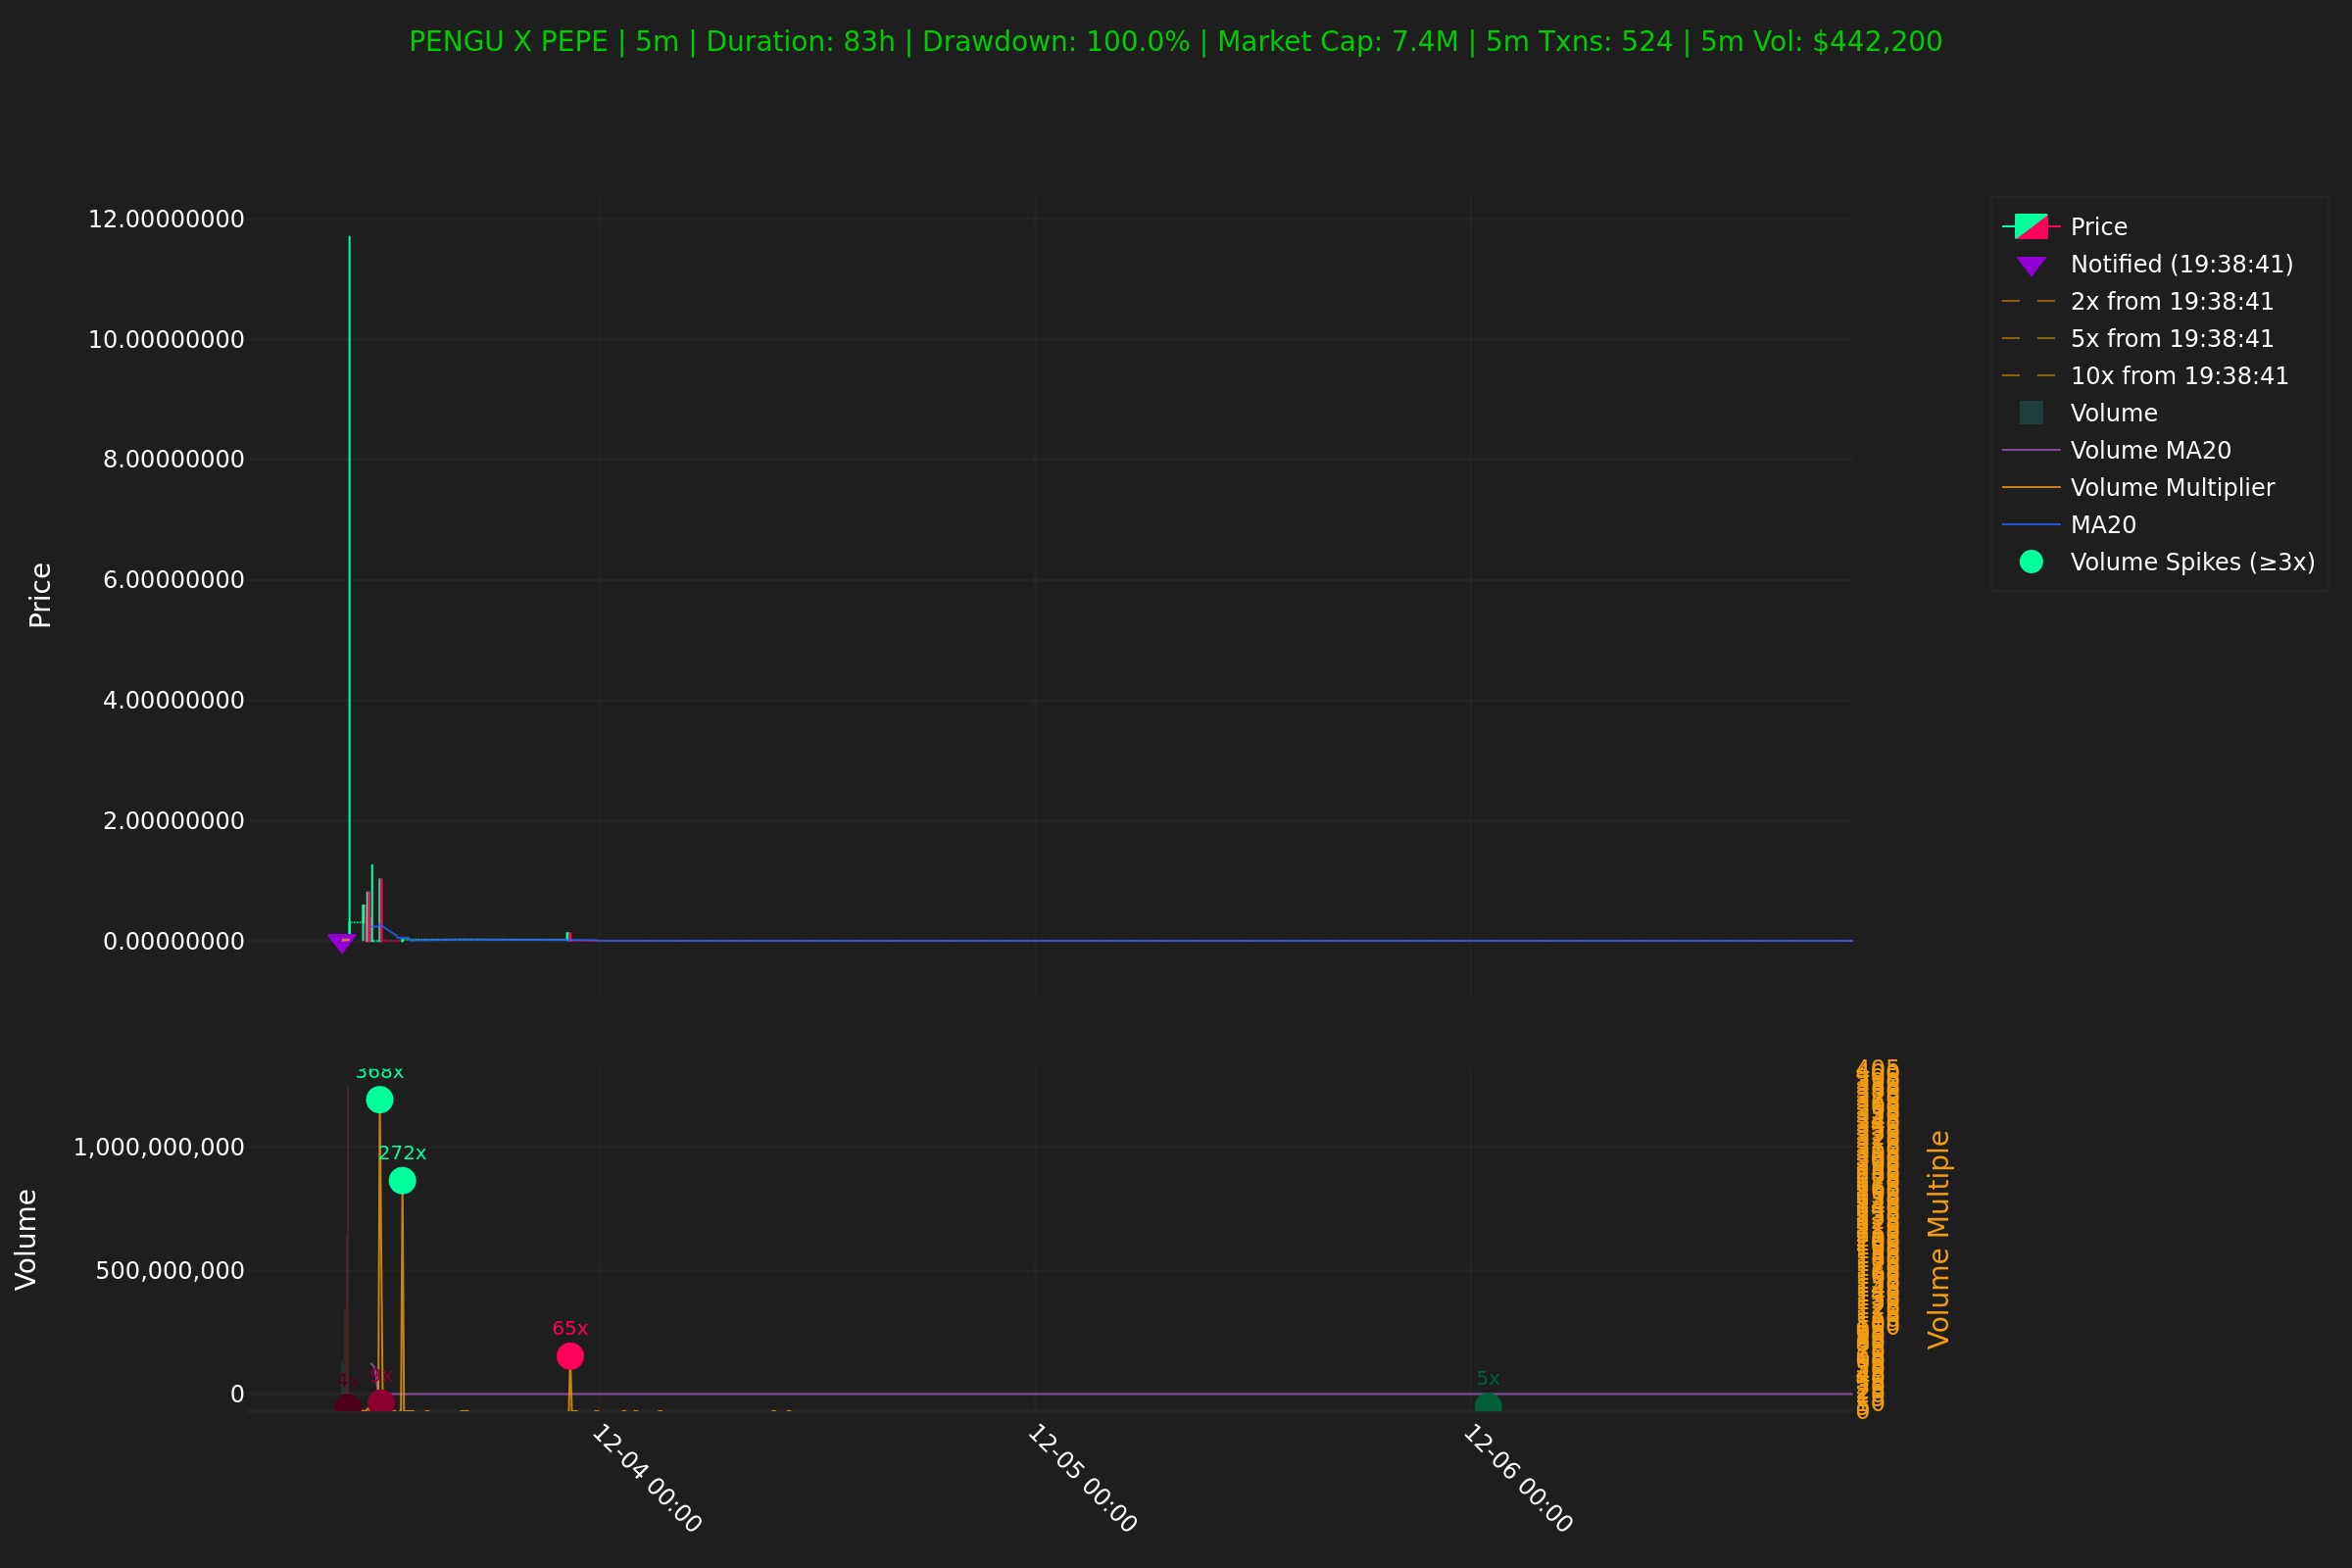 PENGU X PEPE | 5m | Duration: 83h | Drawdown: 100.0% | Market Cap: 7.4M | 5m Txns: 524 | 5m Vol: $442,200
12.00000000
10.00000000
8.00000000
6.00000000
4.00000000
2.00000000
0.00000000
Price
Price
Notified (19:38:41)
2x from 19:38:41
5x from 19:38:41
10x from 19:38:41
Volume
Volume MA20
Volume Multiplier
MA20
Volume Spikes (≥3x)
368x
272x
65x
9x
5x
1,000,000,000
500,000,000
0
Volume
Volume Multiple
12-04 00:00
12-05 00:00
12-06 00:00